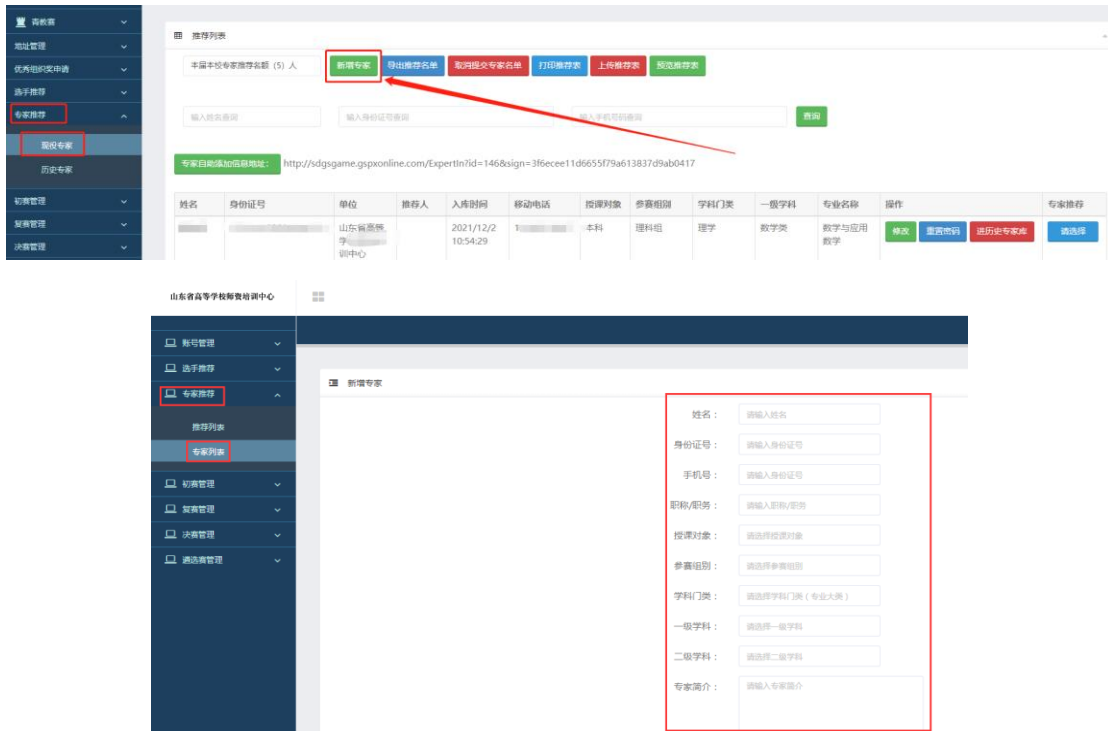 青教赛
地址管理
优秀组织奖申请
选手推荐
专家推荐
现役专家
历史专家
初赛管理
复赛管理
决赛管理
推荐列表
本届本校专家推荐名额（5）人 新增专家 导出推荐名单 取消提交专家名单 打印推荐表 上传推荐表 预览推荐表
输入姓名查询 输入身份证号查询 输入手机号码查询 查询
专家自助添加信息地址： http://sdgsgame.gspxonline.com/ExpertIn?id=146&sign=3f6ecee11d6655f79a613837d9ab0417
姓名 身份证号 单位 推荐人 入库时间 移动电话 授课对象 参赛组别 学科门类 一级学科 专业名称 操作 专家推荐
山东省高等 2021/12/2 1 本科 理科组 理学 数学类 数学与应用 修改 重置密码 进历史专家库 请选择
学 10:54:29 数学
训中心
山东省高等学校师资培训中心
账号管理
选手推荐
专家推荐
推荐列表
专家列表
初赛管理
复赛管理
决赛管理
遴选赛管理
新增专家
姓名： 请输入姓名
身份证号： 请输入身份证号
手机号： 请输入身份证号
职称/职务： 请输入职称/职务
授课对象： 请选择授课对象
参赛组别： 请选择参赛组别
学科门类： 请选择学科门类（专业大类）
一级学科： 请选择一级学科
二级学科： 请选择二级学科
专家简介： 请输入专家简介